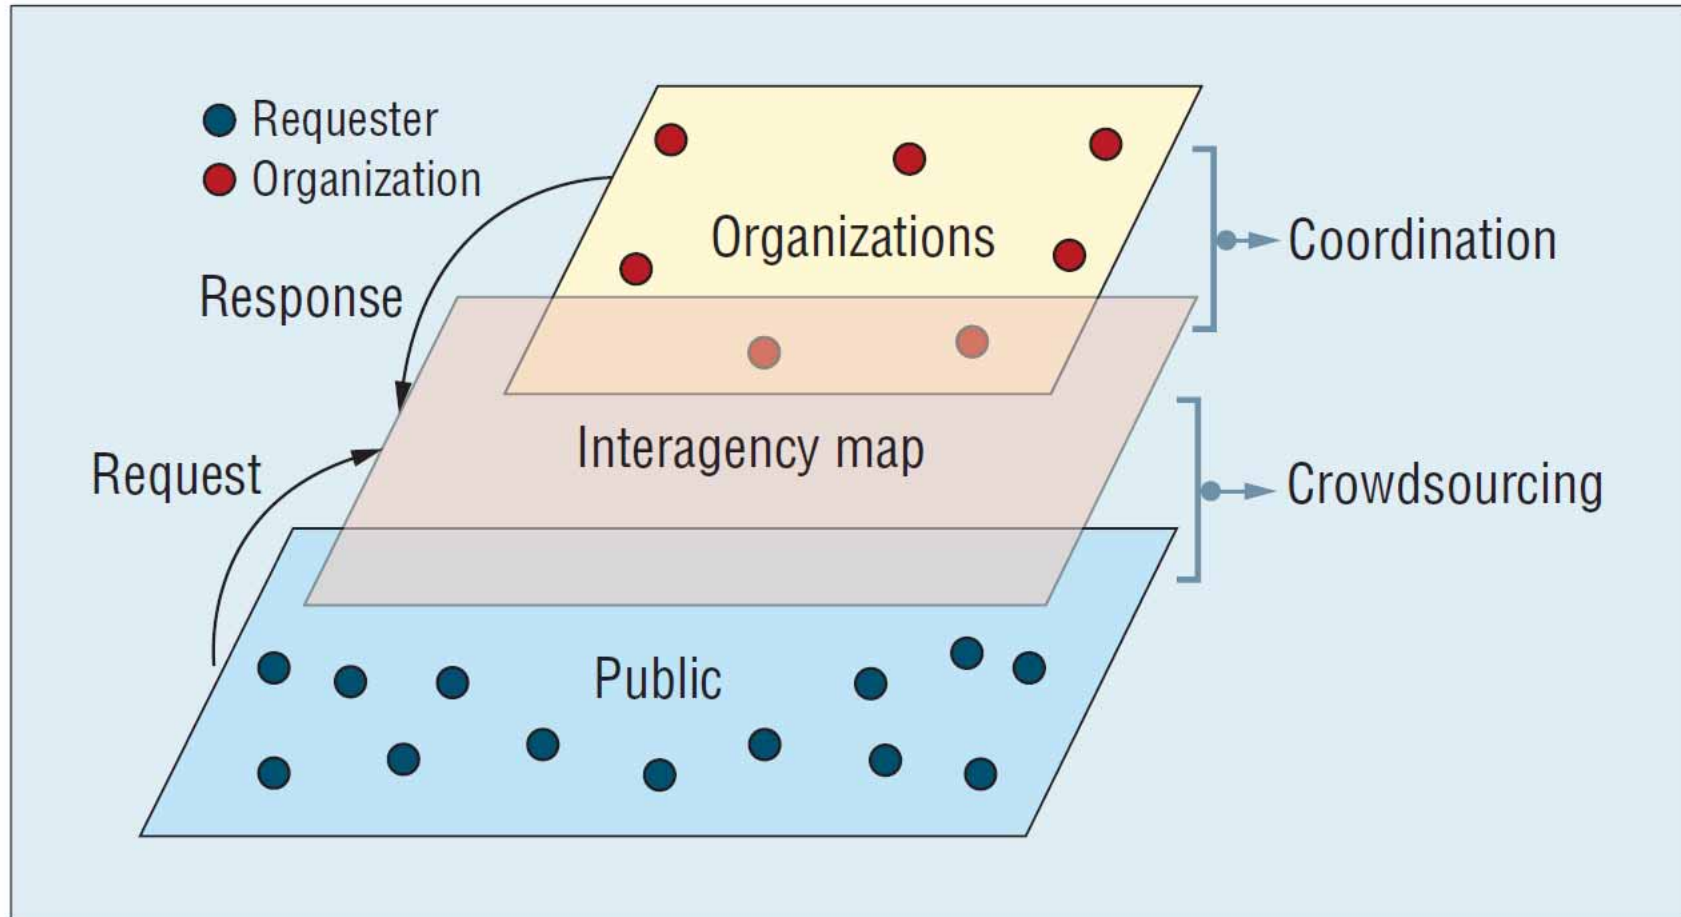 Requester
Organization
Organizations
Coordination
Response
Interagency map
Request
Crowdsourcing
Public